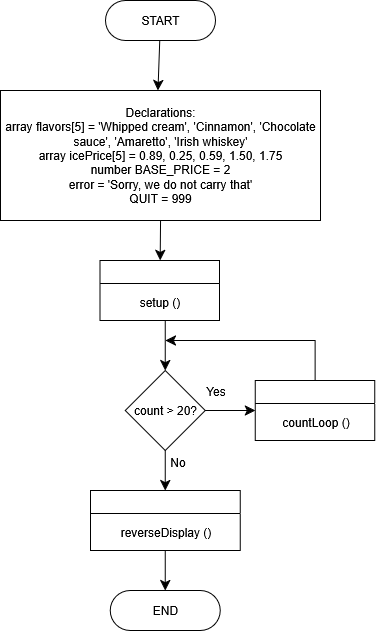 START
Declarations:
array flavors[5] = 'Whipped cream', 'Cinnamon', 'Chocolate
sauce', 'Amaretto', 'Irish whiskey'
array icePrice[5] = 0.89, 0.25, 0.59, 1.50, 1.75
number BASE_PRICE = 2
error = 'Sorry, we do not carry that'
QUIT = 999
setup ()
count > 20?
Yes
countLoop ()
No
reverseDisplay ()
END